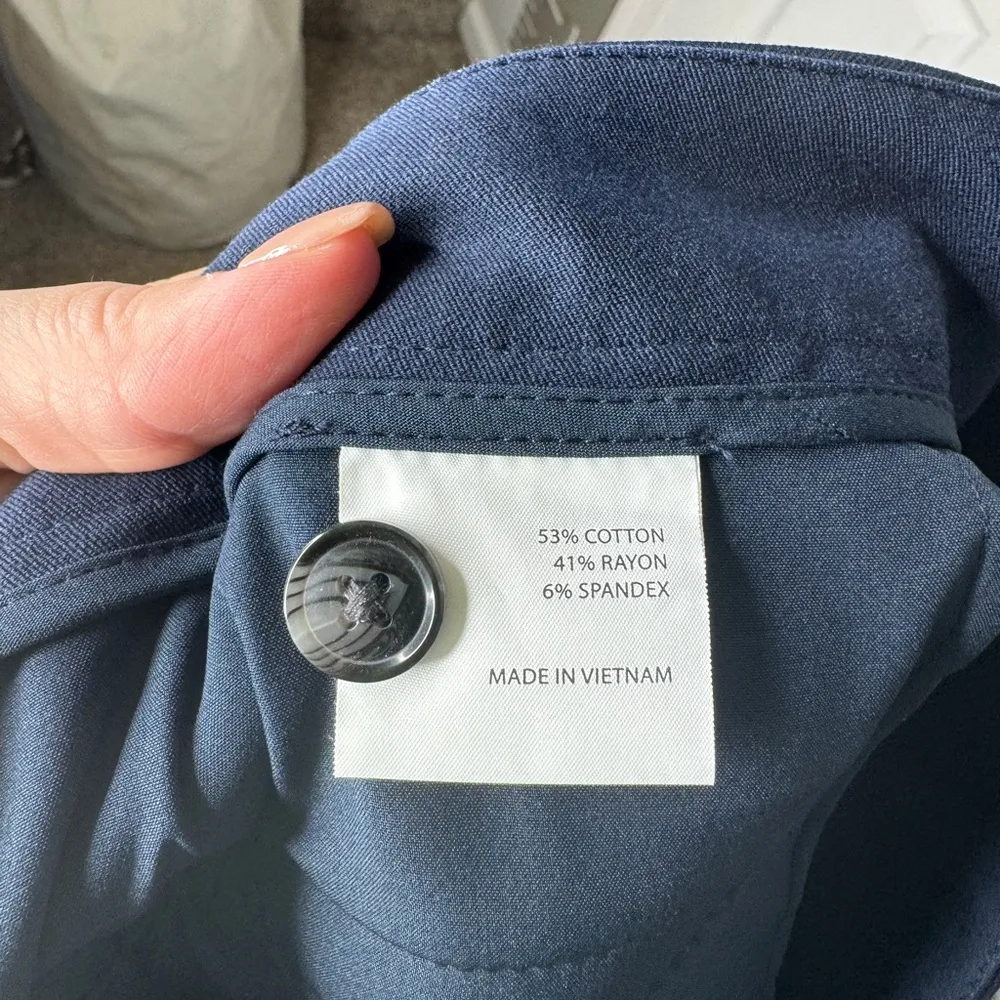 53% COTTON
41% RAYON
6% SPANDEX
MADE IN VIETNAM